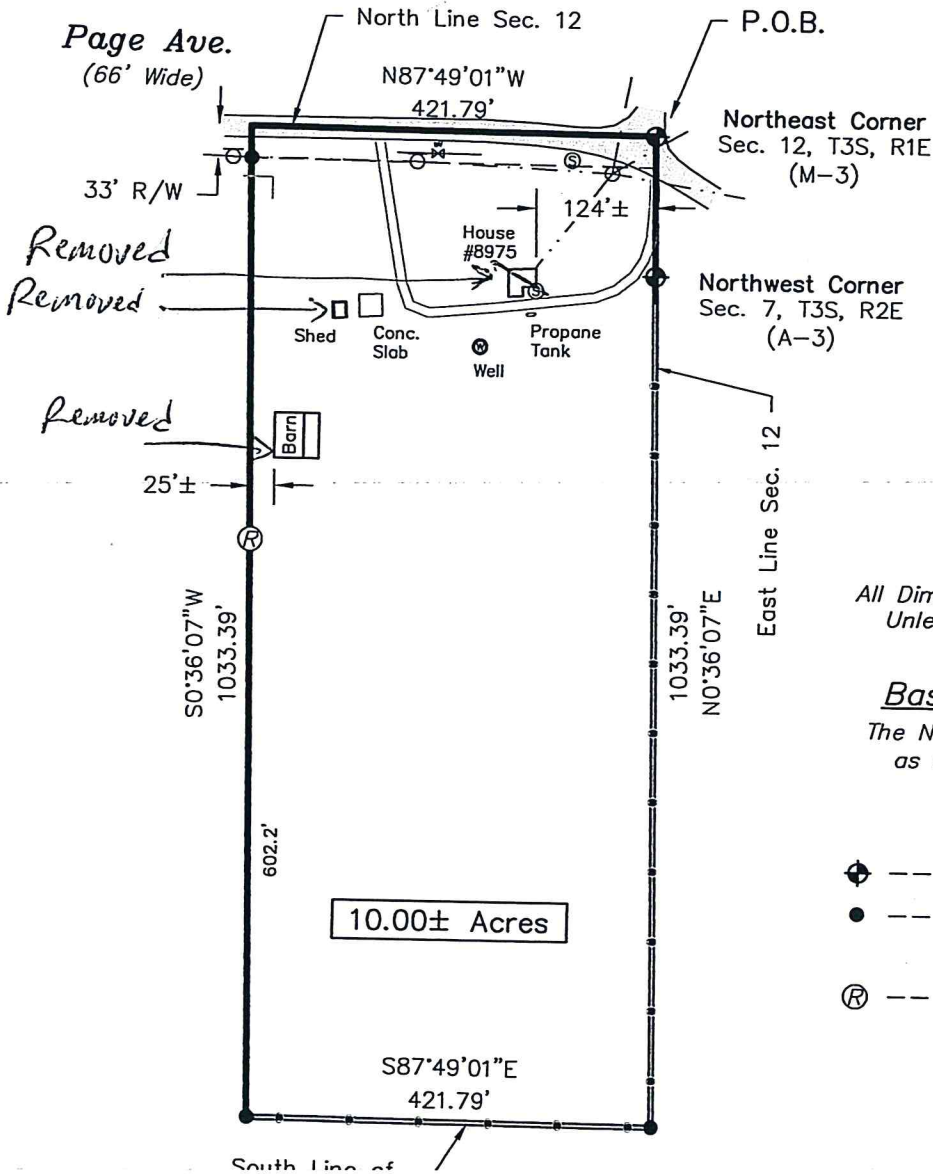 North Line Sec. 12
P.O.B.
Page Ave.
(66' Wide)
N87°49'01"W
421.79'
Northeast Corner
Sec. 12, T3S, R1E
(M-3)
33' R/W
S
124'±
Removed
House
#8975
Removed
S
Northwest Corner
Sec. 7, T3S, R2E
(A-3)
Shed
Conc.
Slab
W
Well
Propane
Tank
Removed
Barn
25'±
R
East Line Sec. 12
S0°36'07"W
1033.39'
1033.39'
N0°36'07"E
All Dim
Unle
Bas
The N
as
602.2'
10.00± Acres
R
S87°49'01"E
421.79'
South Line of